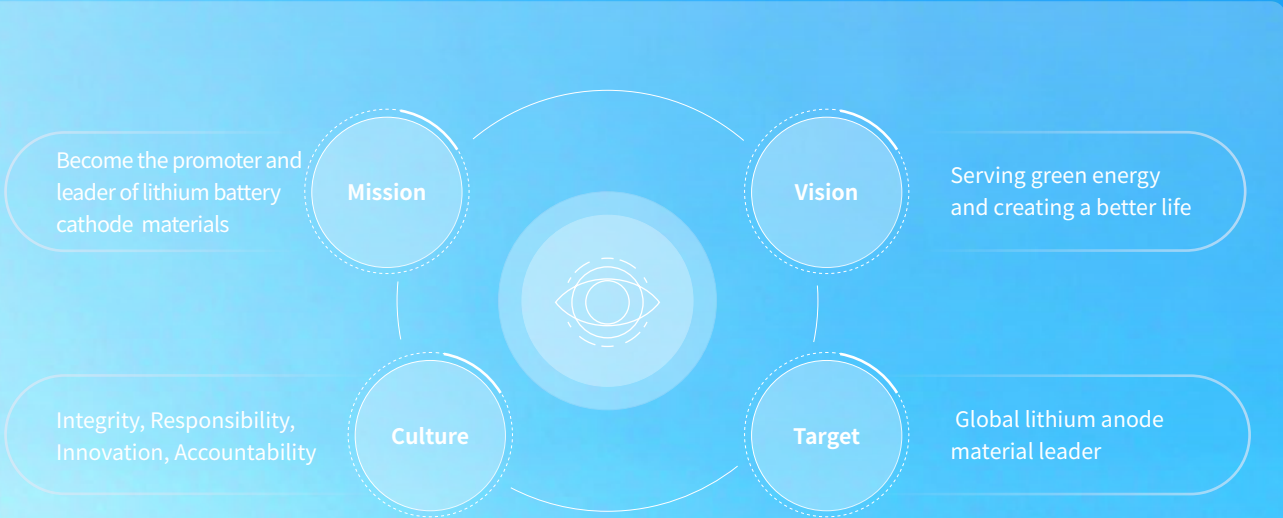 Become the promoter and
leader of lithium battery
cathode materials
Mission
Vision
Serving green energy
and creating a better life
Integrity, Responsibility,
Innovation, Accountability
Culture
Target
Global lithium anode
material leader